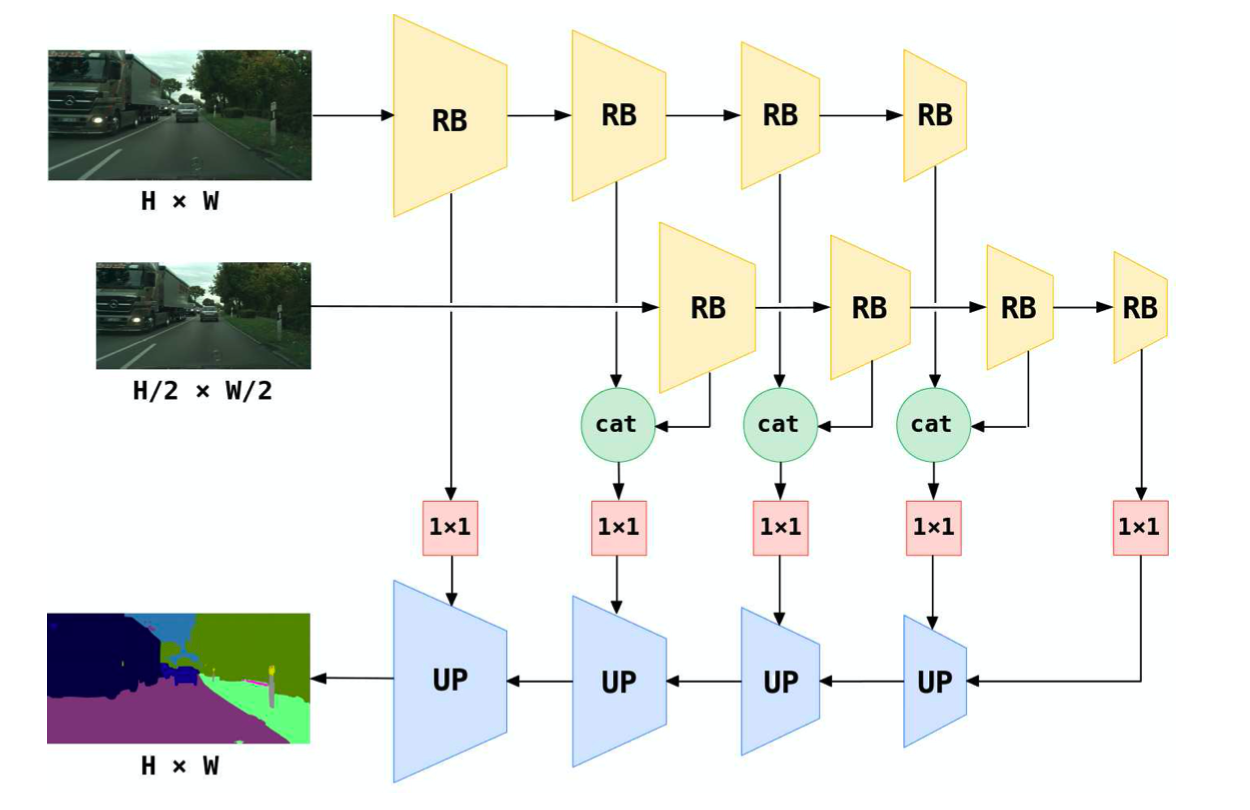 RB
RB
RB
RB
H × W
RB
RB
RB
RB
H/2 × W/2
cat
cat
cat
1×1
1×1
1×1
1×1
1×1
UP
UP
UP
UP
H × W